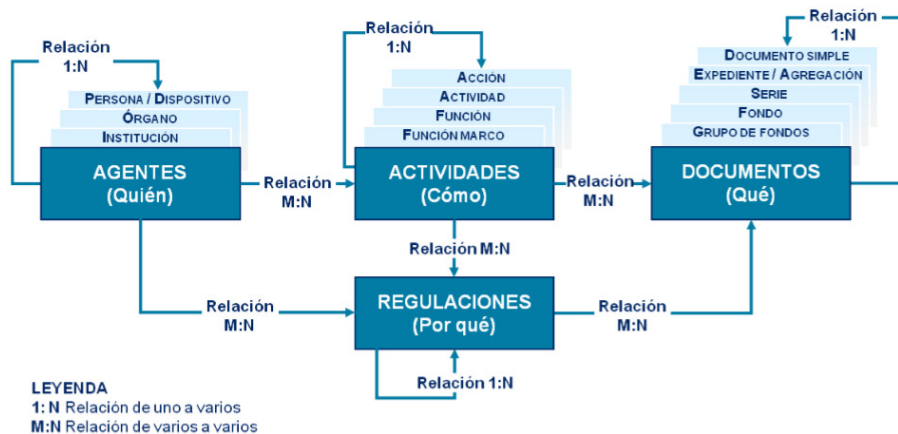 Relación
1:N
PERSONA / DISPOSITIVO
ÓRGANO
INSTITUCIÓN
AGENTES
(Quién)
Relación
1:N
ACCIÓN
ACTIVIDAD
FUNCIÓN
FUNCIÓN MARCO
ACTIVIDADES
(Cómo)
Relación
1:N
DOCUMENTO SIMPLE
EXPEDIENTE / AGREGACIÓN
SERIE
FONDO
GRUPO DE FONDOS
DOCUMENTOS
(Qué)
Relación
M:N
Relación
M:N
Relación M:N
Relación
M:N
REGULACIONES
(Por qué)
Relación
M:N
Relación 1:N
LEYENDA
1: N Relación de uno a varios
M:N Relación de varios a varios